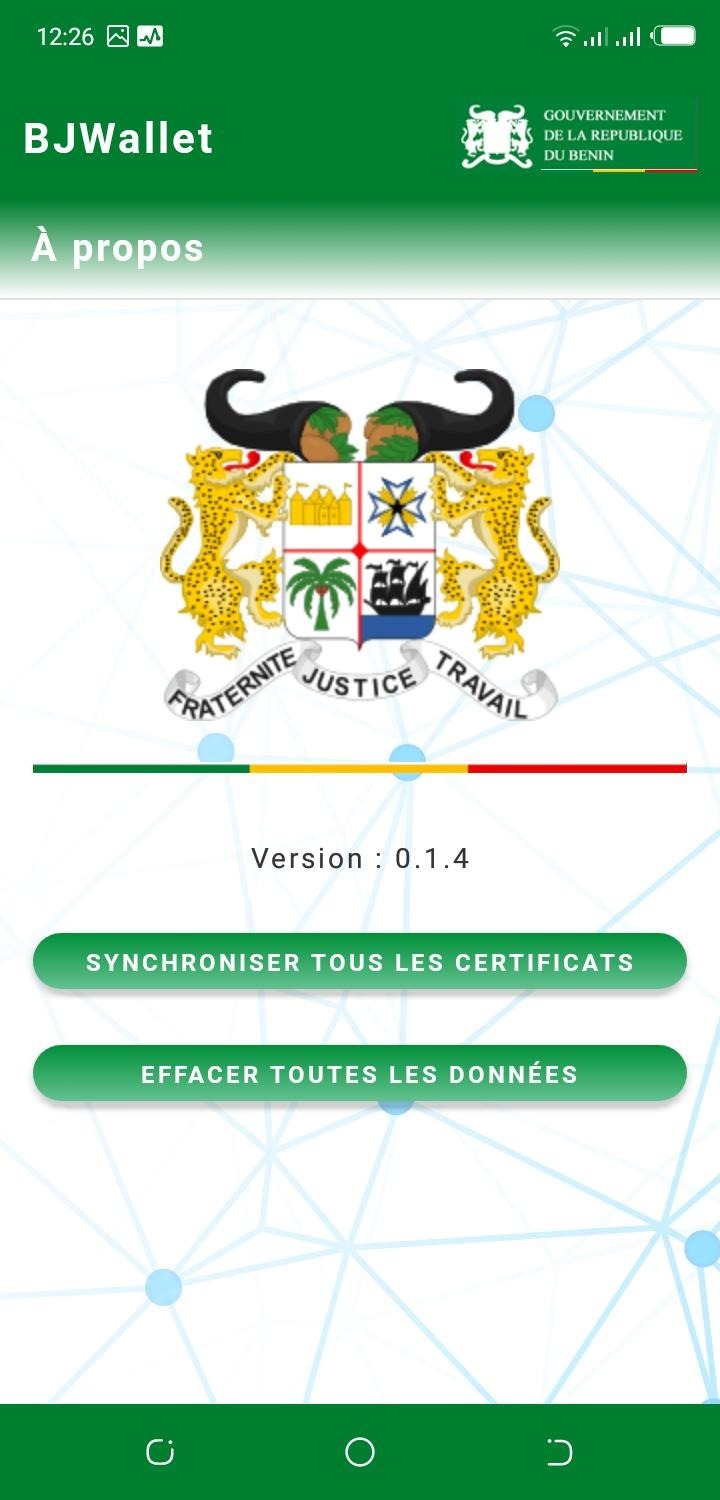 12:26
BJWallet
GOUVERNEMENT
DE LA REPUBLIQUE
DU BENIN
À propos
FRATERNITE JUSTICE TRAVAIL
Version : 0.1.4
SYNCHRONISER TOUS LES CERTIFICATS
EFFACER TOUTES LES DONNÉES